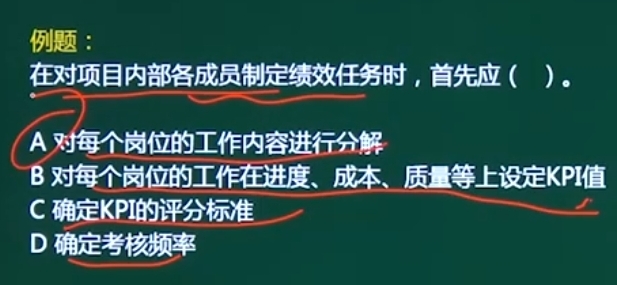 例题：
在对项目内部各成员制定绩效任务时，首先应（　）。
A 对每个岗位的工作内容进行分解
B 对每个岗位的工作在进度、成本、质量等上设定KPI值
C 确定KPI的评分标准
D 确定考核频率